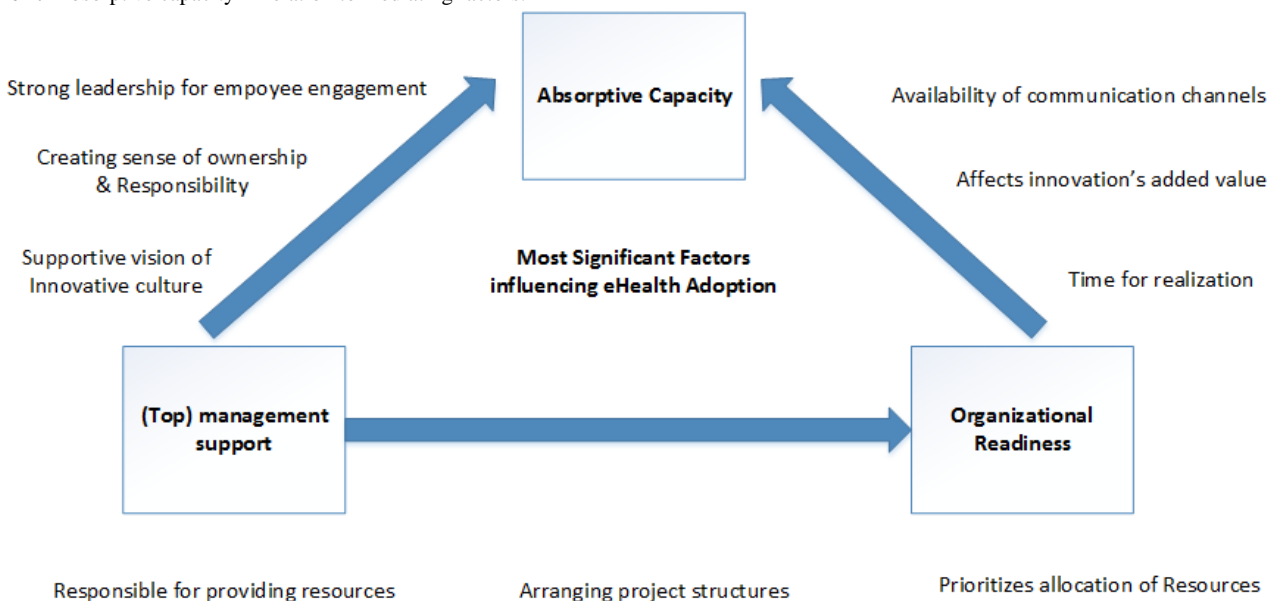 Absorptive Capacity
Strong leadership for empoyee engagement
Availability of communication channels
Creating sense of ownership
& Responsibility
Affects innovation's added value
Supportive vision of
Innovative culture
Most Significant Factors
influencing eHealth Adoption
Time for realization
(Top) management
support
Organizational
Readiness
Responsible for providing resources
Arranging project structures
Prioritizes allocation of Resources